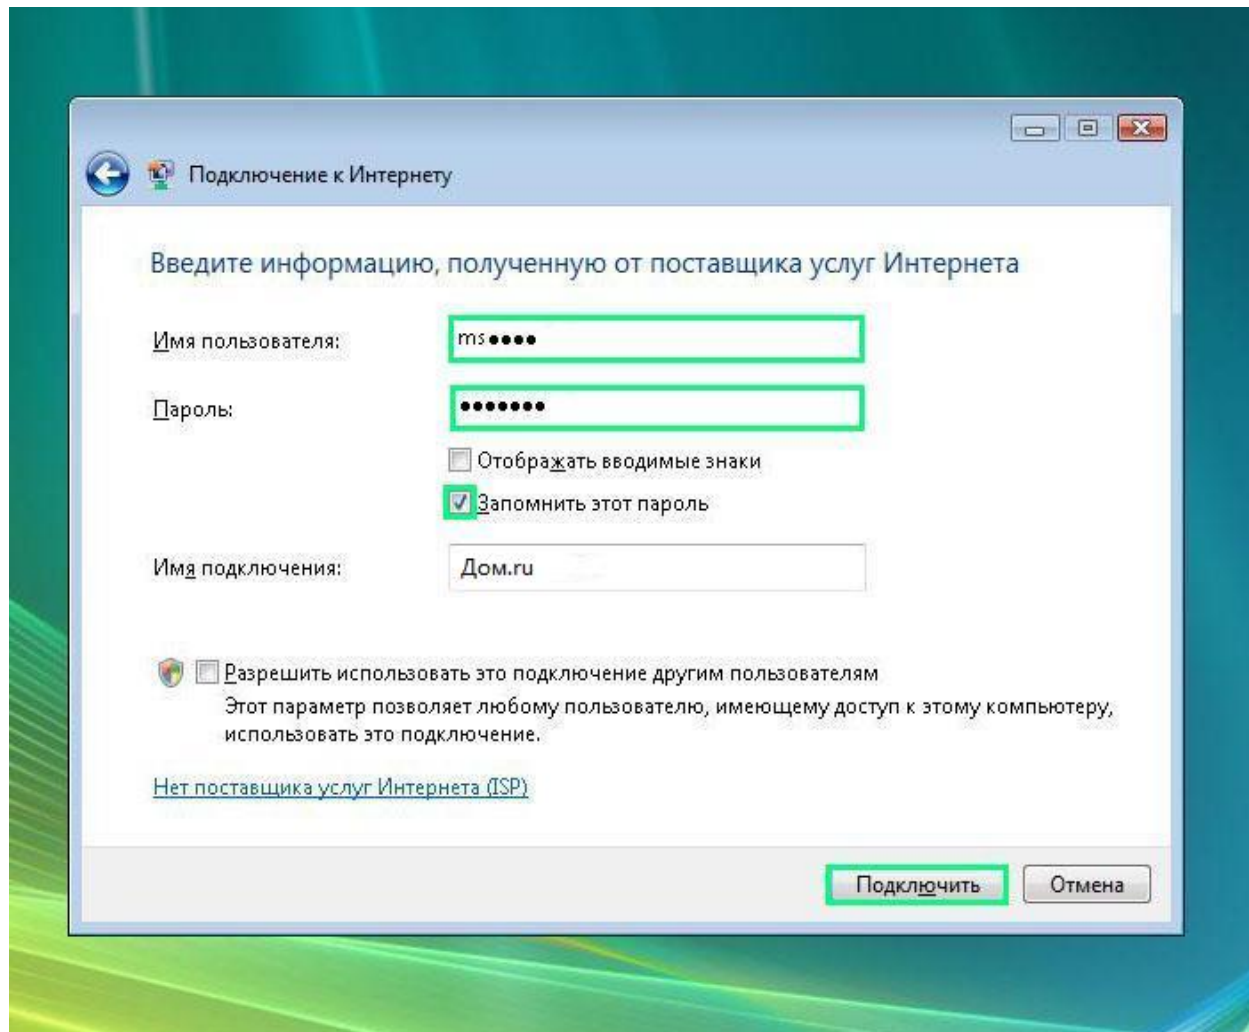 Подключение к Интернету
Введите информацию, полученную от поставщика услуг Интернета
Имя пользователя:
ms●●●●
Пароль:
●●●●●●●
Отображать вводимые знаки
Запомнить этот пароль
Имя подключения:
Дом.ru
Разрешить использовать это подключение другим пользователям
Этот параметр позволяет любому пользователю, имеющему доступ к этому компьютеру,
использовать это подключение.
Нет поставщика услуг Интернета (ISP)
Подключить
Отмена